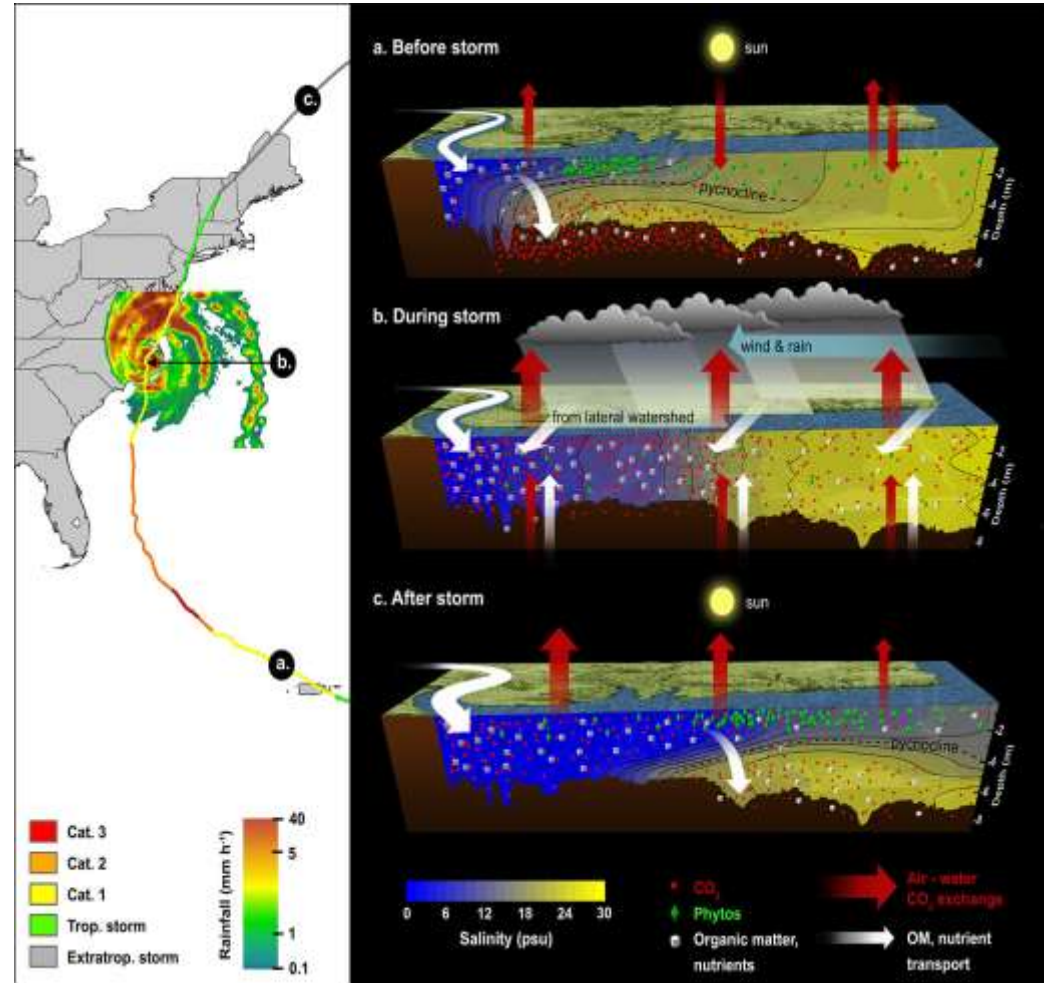 c.
b.
a.
Cat. 3
Cat. 2
Cat. 1
Trop. storm
Extratrop. storm
Rainfall (mm h⁻¹)
40
5
1
0.1
a. Before storm
sun
pycnocline
Depth (m)
b. During storm
wind & rain
from lateral watershed
Depth (m)
c. After storm
sun
pycnocline
Depth (m)
0 6 12 18 24 30
Salinity (psu)
CO₂
Phytos
Organic matter,
nutrients
Air - water
CO₂ exchange
OM, nutrient
transport